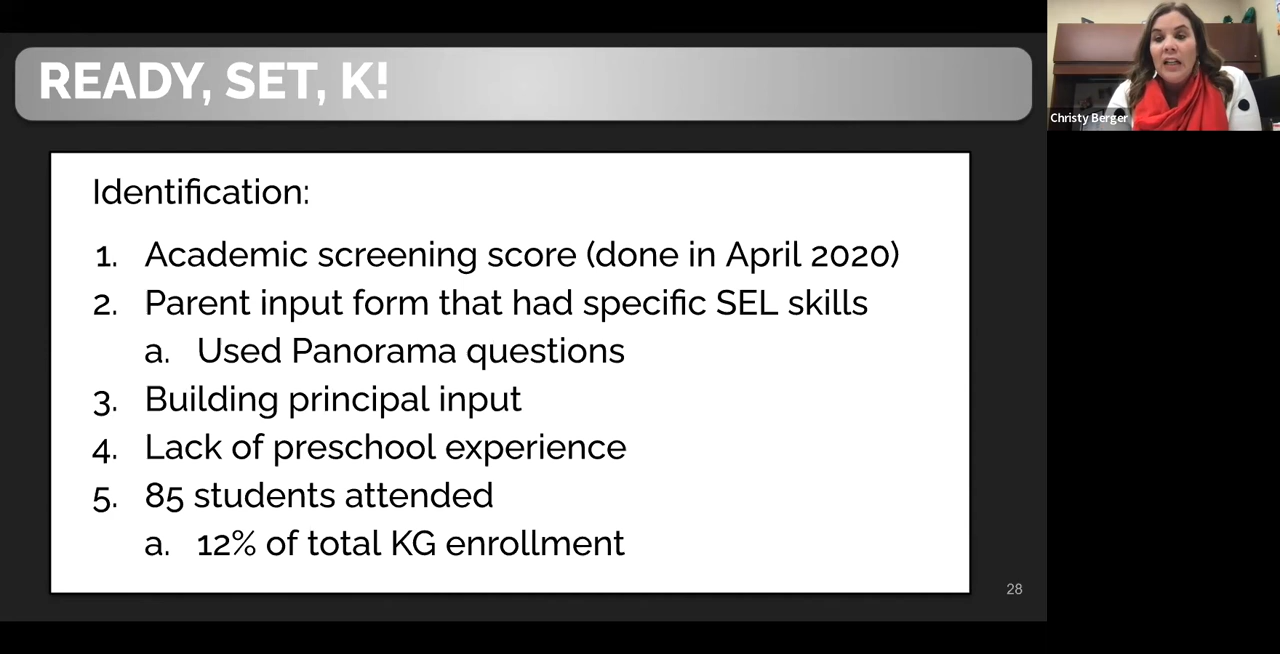 READY, SET, K!
Christy Berger
Identification:
1. Academic screening score (done in April 2020)
2. Parent input form that had specific SEL skills
a. Used Panorama questions
3. Building principal input
4. Lack of preschool experience
5. 85 students attended
a. 12% of total KG enrollment
28